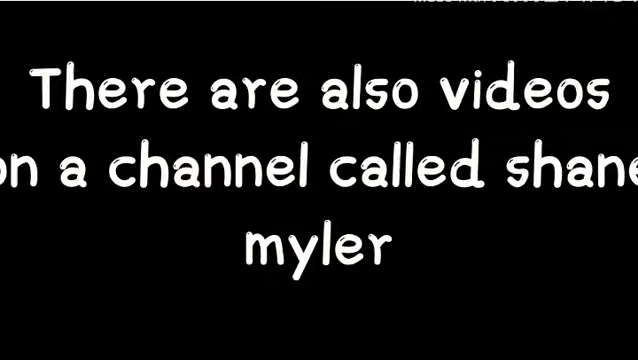 There are also videos
on a channel called shane
myler